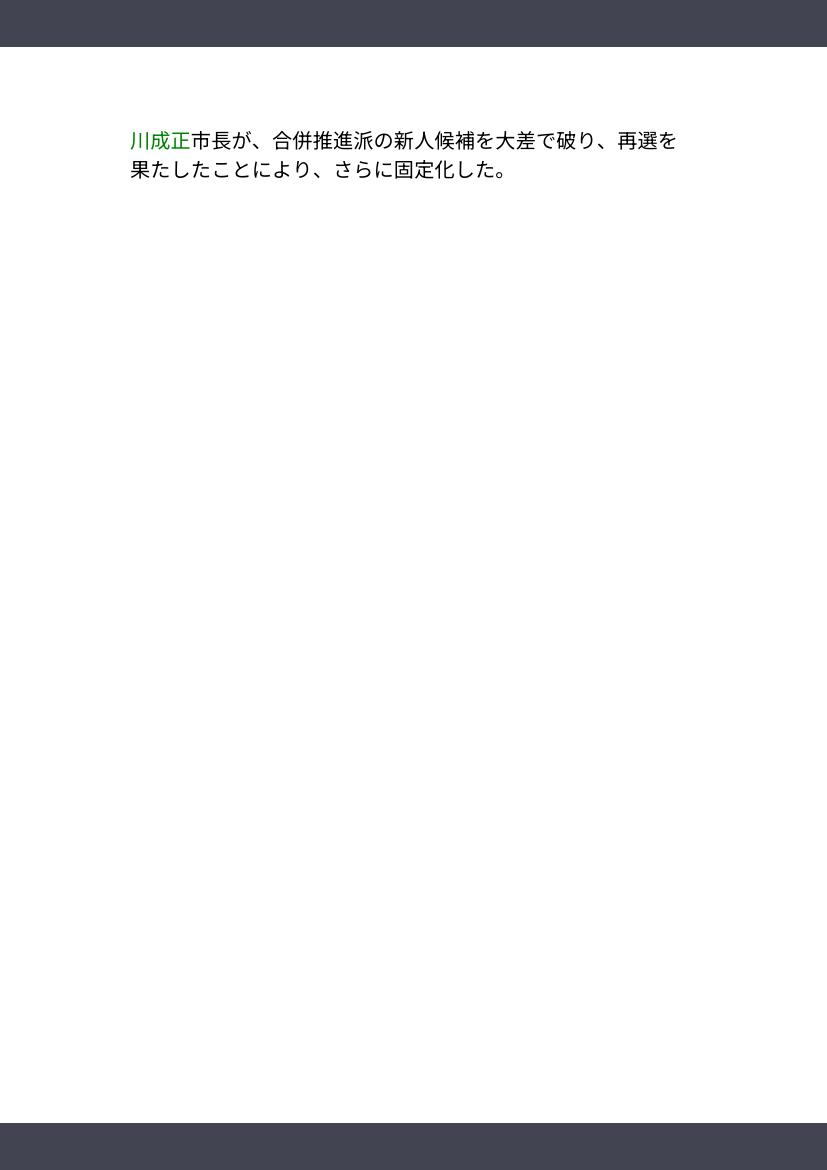 川成正市長が、合併推進派の新人候補を大差で破り、再選を
果たしたことにより、さらに固定化した。